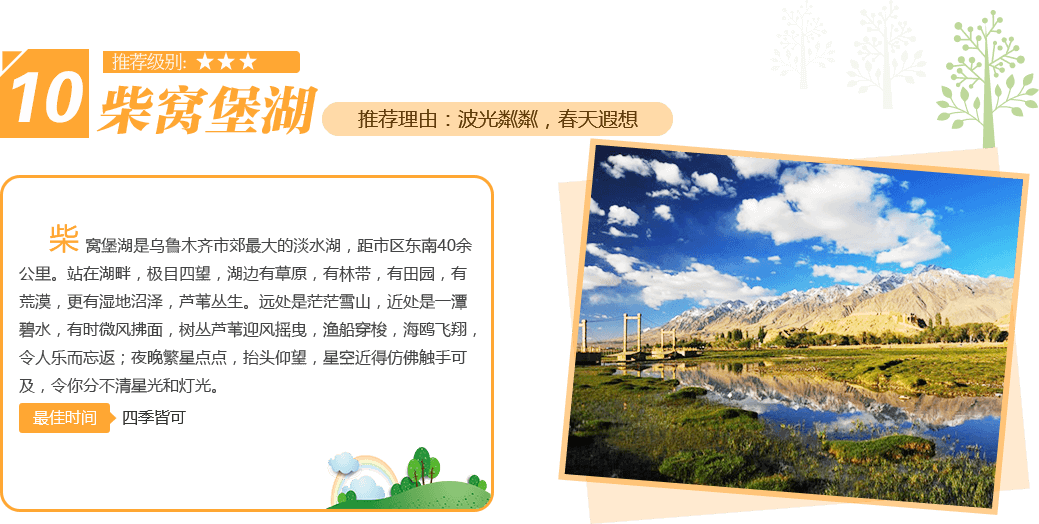 推荐级别: ★★★
10
柴窝堡湖
推荐理由：波光粼粼，春天遐想
柴窝堡湖是乌鲁木齐市郊最大的淡水湖，距市区东南40余
公里。站在湖畔，极目四望，湖边有草原，有林带，有田园，有
荒漠，更有湿地沼泽，芦苇丛生。远处是茫茫雪山，近处是一潭
碧水，有时微风拂面，树丛芦苇迎风摇曳，渔船穿梭，海鸥飞翔，
令人乐而忘返；夜晚繁星点点，抬头仰望，星空近得仿佛触手可
及，令你分不清星光和灯光。
最佳时间 四季皆可